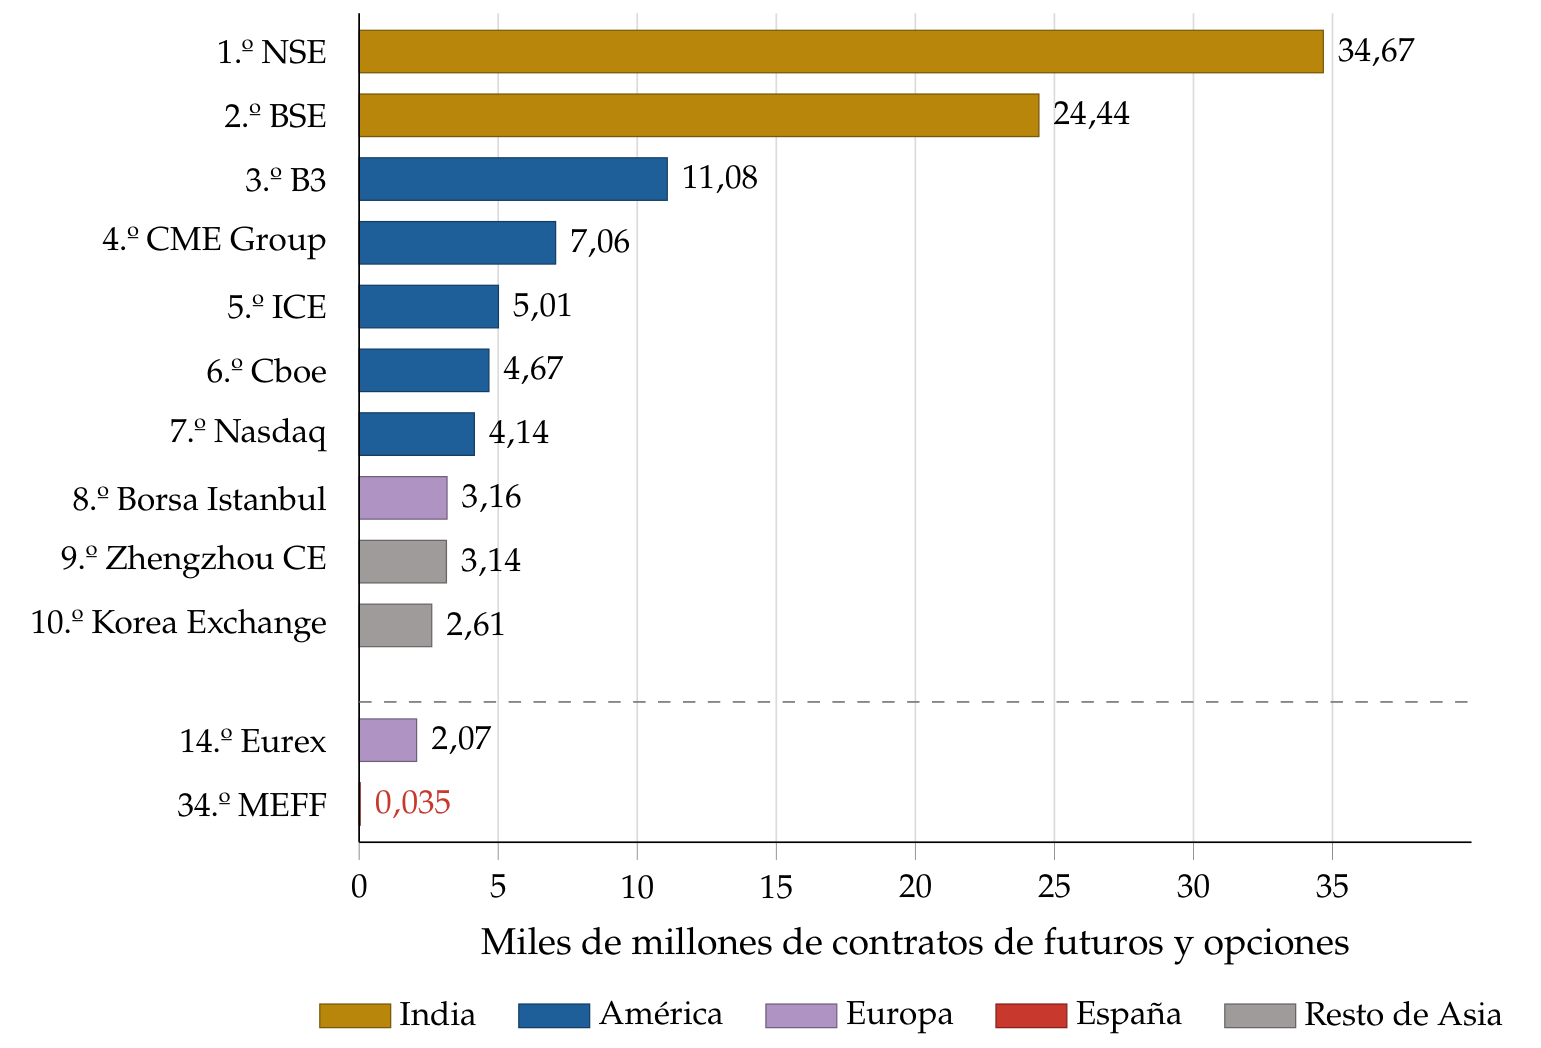 1.º NSE 34,67
2.º BSE 24,44
3.º B3 11,08
4.º CME Group 7,06
5.º ICE 5,01
6.º Cboe 4,67
7.º Nasdaq 4,14
8.º Borsa Istanbul 3,16
9.º Zhengzhou CE 3,14
10.º Korea Exchange 2,61
14.º Eurex 2,07
34.º MEFF 0,035
0 5 10 15 20 25 30 35
Miles de millones de contratos de futuros y opciones
India América Europa España Resto de Asia